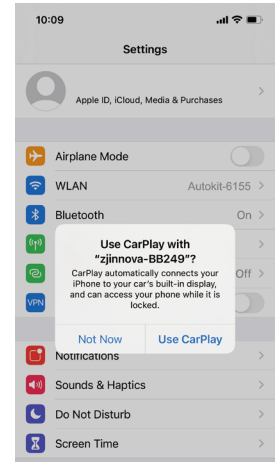 10:09
Settings
Apple ID, iCloud, Media & Purchases
Airplane Mode
WLAN Autokit-6155
Bluetooth On
Use CarPlay with
"zjinnova-BB249"?
CarPlay automatically connects your
iPhone to your car's built-in display,
and can access your phone while it is
locked.
Off
VPN
Not Now Use CarPlay
Notifications
Sounds & Haptics
Do Not Disturb
Screen Time